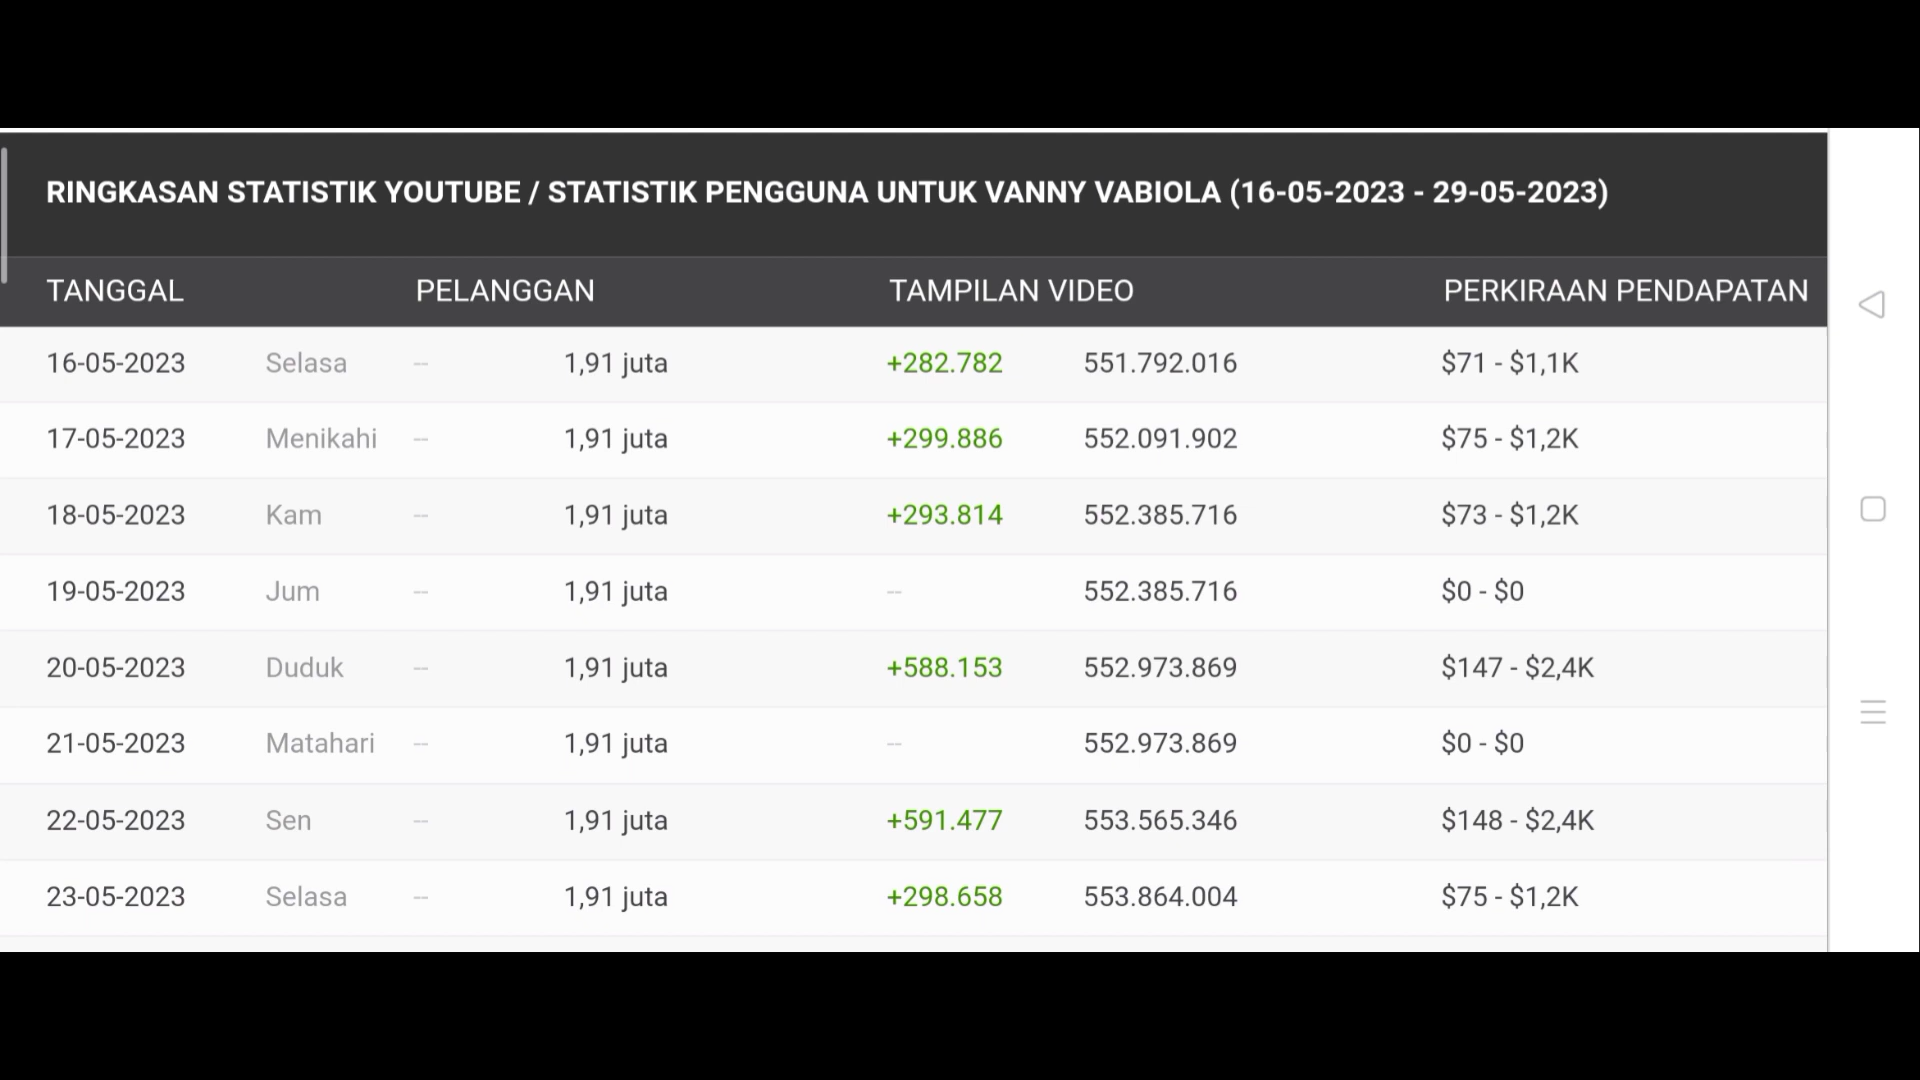 RINGKASAN STATISTIK YOUTUBE / STATISTIK PENGGUNA UNTUK VANNY VABIOLA (16-05-2023 - 29-05-2023)
TANGGAL PELANGGAN TAMPILAN VIDEO PERKIRAAN PENDAPATAN
16-05-2023 Selasa -- 1,91 juta +282.782 551.792.016 $71 - $1,1K
17-05-2023 Menikahi -- 1,91 juta +299.886 552.091.902 $75 - $1,2K
18-05-2023 Kam -- 1,91 juta +293.814 552.385.716 $73 - $1,2K
19-05-2023 Jum -- 1,91 juta -- 552.385.716 $0 - $0
20-05-2023 Duduk -- 1,91 juta +588.153 552.973.869 $147 - $2,4K
21-05-2023 Matahari -- 1,91 juta -- 552.973.869 $0 - $0
22-05-2023 Sen -- 1,91 juta +591.477 553.565.346 $148 - $2,4K
23-05-2023 Selasa -- 1,91 juta +298.658 553.864.004 $75 - $1,2K